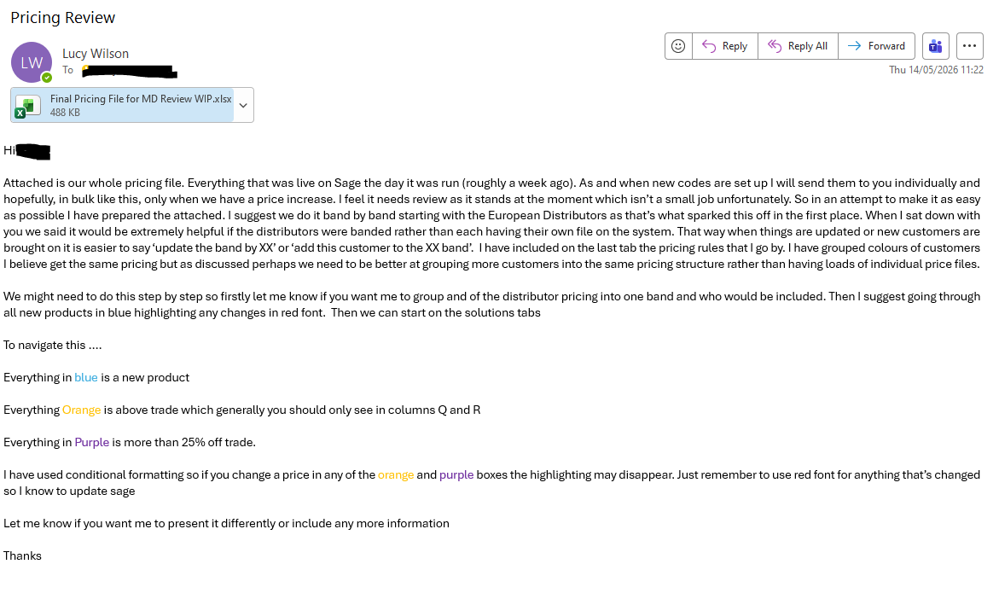 Pricing Review
LW
Lucy Wilson
To
Reply
Reply All
Forward
Thu 14/05/2026 11:22
Final Pricing File for MD Review WIP.xlsx
488 KB
Hi
Attached is our whole pricing file. Everything that was live on Sage the day it was run (roughly a week ago). As and when new codes are set up I will send them to you individually and
hopefully, in bulk like this, only when we have a price increase. I feel it needs review as it stands at the moment which isn’t a small job unfortunately. So in an attempt to make it as easy
as possible I have prepared the attached. I suggest we do it band by band starting with the European Distributors as that’s what sparked this off in the first place. When I sat down with
you we said it would be extremely helpful if the distributors were banded rather than each having their own file on the system. That way when things are updated or new customers are
brought on it is easier to say ‘update the band by XX’ or ‘add this customer to the XX band’.  I have included on the last tab the pricing rules that I go by. I have grouped colours of customers
I believe get the same pricing but as discussed perhaps we need to be better at grouping more customers into the same pricing structure rather than having loads of individual price files.
We might need to do this step by step so firstly let me know if you want me to group and of the distributor pricing into one band and who would be included. Then I suggest going through
all new products in blue highlighting any changes in red font.  Then we can start on the solutions tabs
To navigate this ....
Everything in blue is a new product
Everything Orange is above trade which generally you should only see in columns Q and R
Everything in Purple is more than 25% off trade.
I have used conditional formatting so if you change a price in any of the orange and purple boxes the highlighting may disappear. Just remember to use red font for anything that’s changed
so I know to update sage
Let me know if you want me to present it differently or include any more information
Thanks